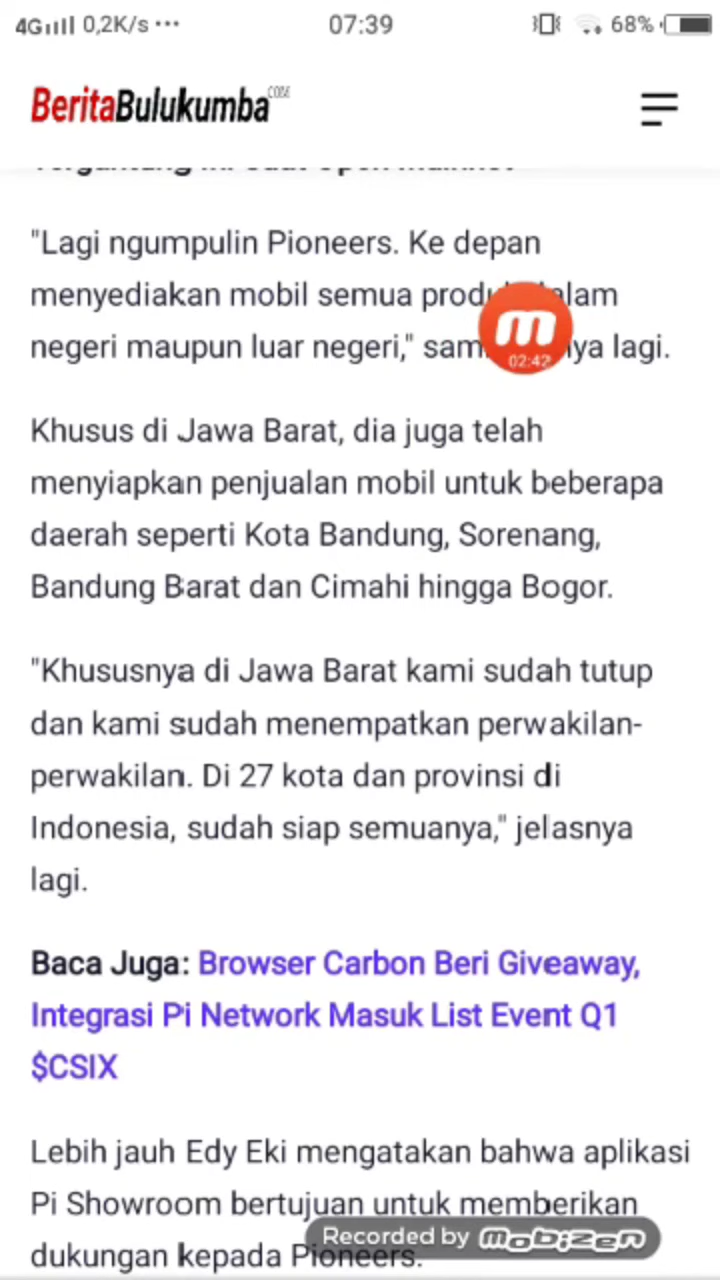 4G 0,2K/s ··· 07:39 68%
BeritaBulukumba.COM
"Lagi ngumpulin Pioneers. Ke depan
menyediakan mobil semua dalam
negeri maupun luar negeri," lagi.
02:42
Khusus di Jawa Barat, dia juga telah
menyiapkan penjualan mobil untuk beberapa
daerah seperti Kota Bandung, Sorenang,
Bandung Barat dan Cimahi hingga Bogor.
"Khususnya di Jawa Barat kami sudah tutup
dan kami sudah menempatkan perwakilan-
perwakilan. Di 27 kota dan provinsi di
Indonesia, sudah siap semuanya," jelasnya
lagi.
Baca Juga: Browser Carbon Beri Giveaway,
Integrasi Pi Network Masuk List Event Q1
$CSIX
Lebih jauh Edy Eki mengatakan bahwa aplikasi
Pi Showroom bertujuan untuk memberikan
dukungan kepada Pioneers.
Recorded by mobizen